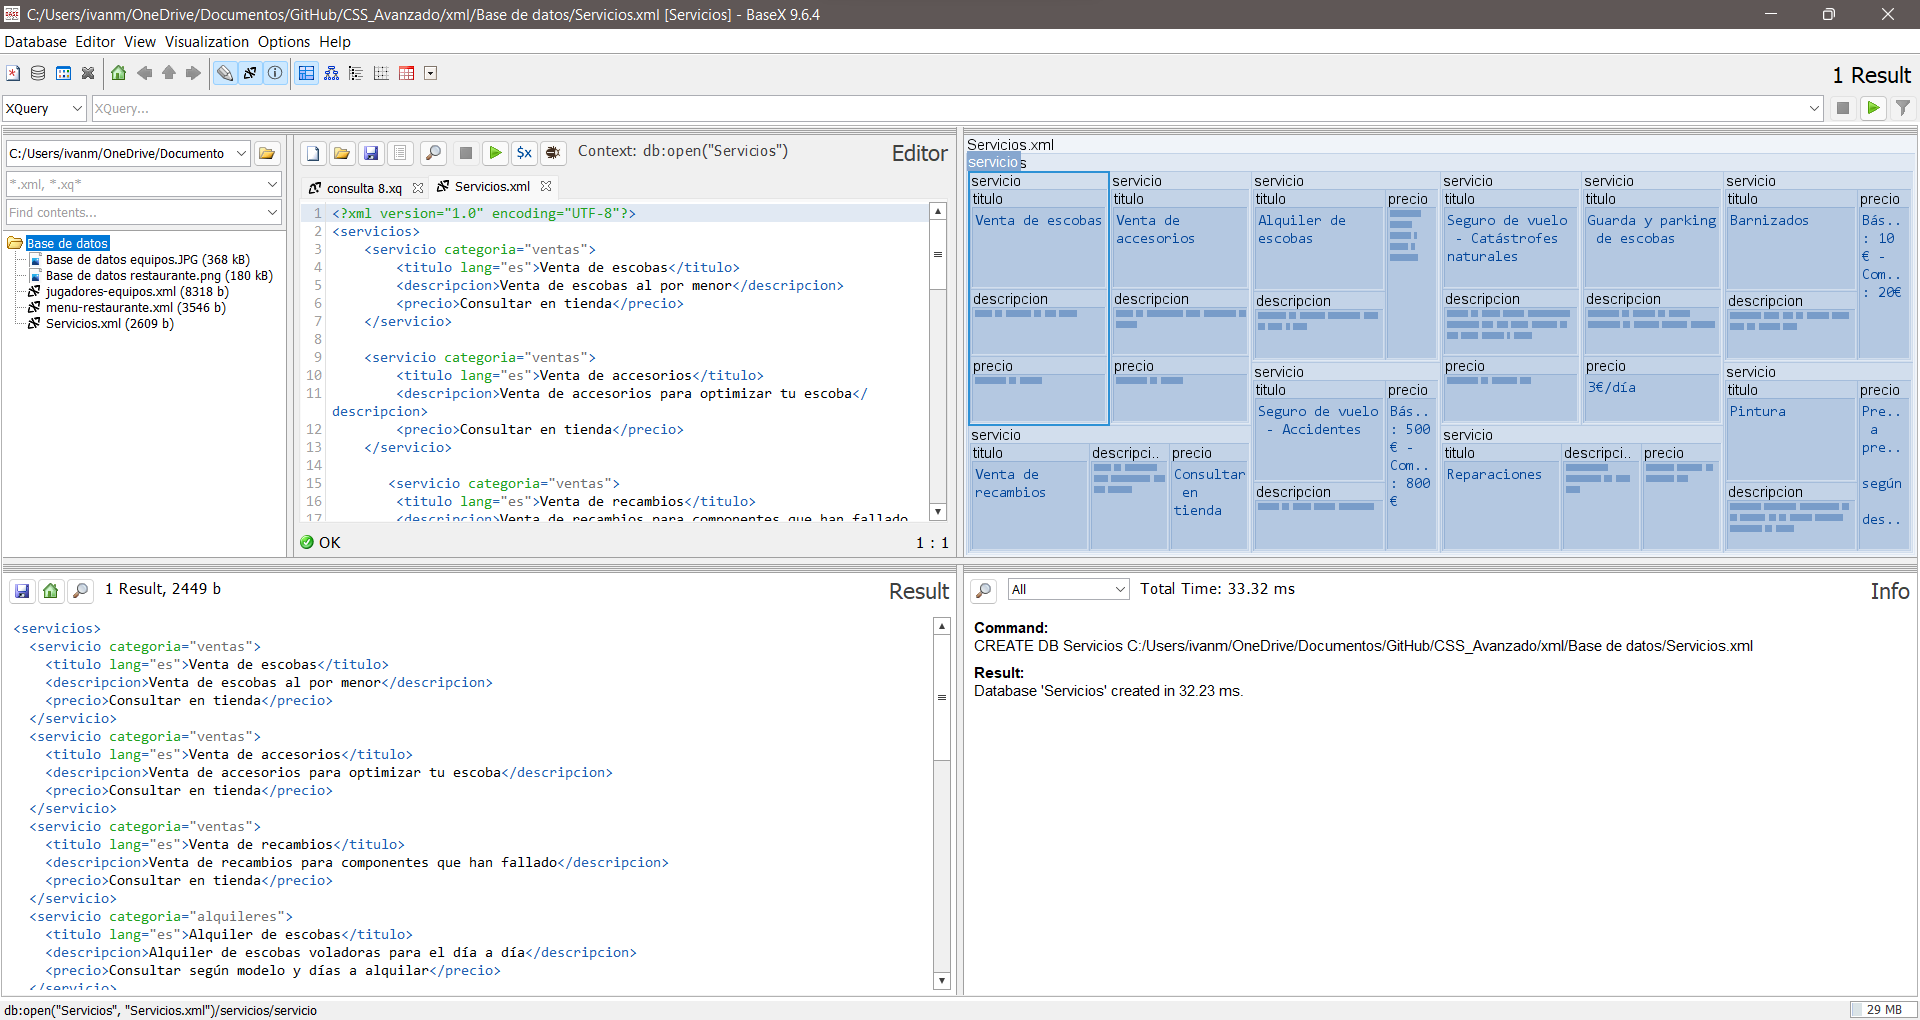 C:/Users/ivanm/OneDrive/Documentos/GitHub/CSS_Avanzado/xml/Base de datos/Servicios.xml [Servicios] - BaseX 9.6.4
Database Editor View Visualization Options Help
1 Result
XQuery XQuery...
C:/Users/ivanm/OneDrive/Documento
*.xml, *.xq*
Find contents...
Base de datos
Base de datos equipos.JPG (368 kB)
Base de datos restaurante.png (180 kB)
jugadores-equipos.xml (8318 b)
menu-restaurante.xml (3546 b)
Servicios.xml (2609 b)
$x Context: db:open("Servicios") Editor
consulta 8.xq Servicios.xml
1 <?xml version="1.0" encoding="UTF-8"?>
2 <servicios>
3 <servicio categoria="ventas">
4 <titulo lang="es">Venta de escobas</titulo>
5 <descripcion>Venta de escobas al por menor</descripcion>
6 <precio>Consultar en tienda</precio>
7 </servicio>
8
9 <servicio categoria="ventas">
10 <titulo lang="es">Venta de accesorios</titulo>
11 <descripcion>Venta de accesorios para optimizar tu escoba</
descripcion>
12 <precio>Consultar en tienda</precio>
13 </servicio>
14
15 <servicio categoria="ventas">
16 <titulo lang="es">Venta de recambios</titulo>
17 <descripcion>Venta de recambios para componentes que han fallado
OK 1 : 1
Servicios.xml
servicios
servicio
titulo
Venta de escobas
descripcion
precio
servicio
titulo
Venta de
accesorios
descripcion
precio
servicio
titulo
Venta de
recambios
descripci..
precio
Consultar
en
tienda
servicio
titulo
Alquiler de
escobas
descripcion
precio
servicio
titulo
Seguro de vuelo
- Accidentes
descripcion
precio
Bás..
: 500
€ -
Com..
: 800
€
servicio
titulo
Seguro de vuelo
- Catástrofes
naturales
descripcion
precio
servicio
titulo
Guarda y parking
de escobas
descripcion
precio
3€/día
servicio
titulo
Reparaciones
descripci..
precio
servicio
titulo
Barnizados
descripcion
precio
Bás..
: 10
€ -
Com..
: 20€
servicio
titulo
Pintura
descripcion
precio
Pre..
a
pre..
según
des..
1 Result, 2449 b Result
<servicios>
<servicio categoria="ventas">
<titulo lang="es">Venta de escobas</titulo>
<descripcion>Venta de escobas al por menor</descripcion>
<precio>Consultar en tienda</precio>
</servicio>
<servicio categoria="ventas">
<titulo lang="es">Venta de accesorios</titulo>
<descripcion>Venta de accesorios para optimizar tu escoba</descripcion>
<precio>Consultar en tienda</precio>
</servicio>
<servicio categoria="ventas">
<titulo lang="es">Venta de recambios</titulo>
<descripcion>Venta de recambios para componentes que han fallado</descripcion>
<precio>Consultar en tienda</precio>
</servicio>
<servicio categoria="alquileres">
<titulo lang="es">Alquiler de escobas</titulo>
<descripcion>Alquiler de escobas voladoras para el día a día</descripcion>
<precio>Consultar según modelo y días a alquilar</precio>
</servicio>
All Total Time: 33.32 ms Info
Command:
CREATE DB Servicios C:/Users/ivanm/OneDrive/Documentos/GitHub/CSS_Avanzado/xml/Base de datos/Servicios.xml
Result:
Database 'Servicios' created in 32.23 ms.
db:open("Servicios", "Servicios.xml")/servicios/servicio 29 MB